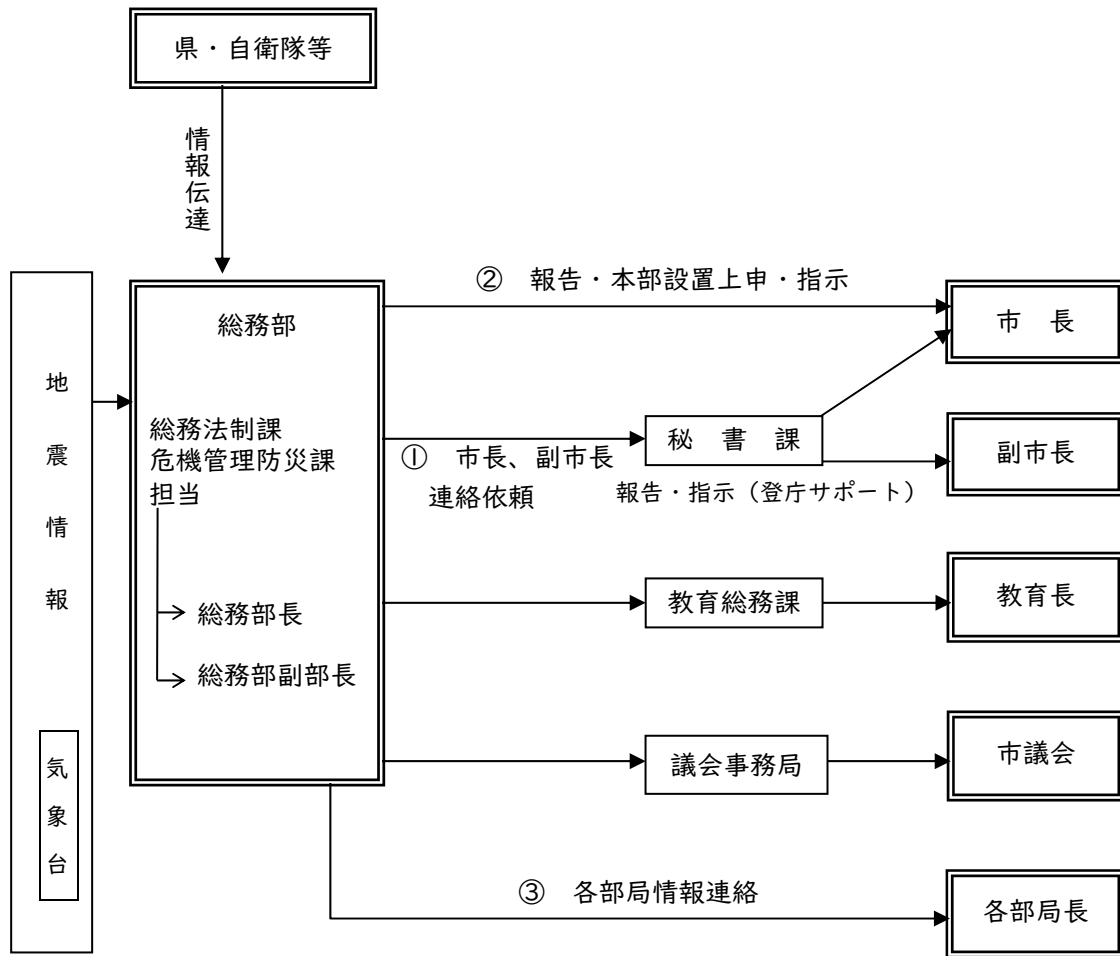 県・自衛隊等
情報伝達
地震情報
気象台
総務部
総務法制課
危機管理防災課
担当
総務部長
総務部副部長
② 報告・本部設置上申・指示
市 長
① 市長、副市長
連絡依頼
秘 書 課
報告・指示（登庁サポート）
副市長
教育総務課
教育長
議会事務局
市議会
③ 各部局情報連絡
各部局長